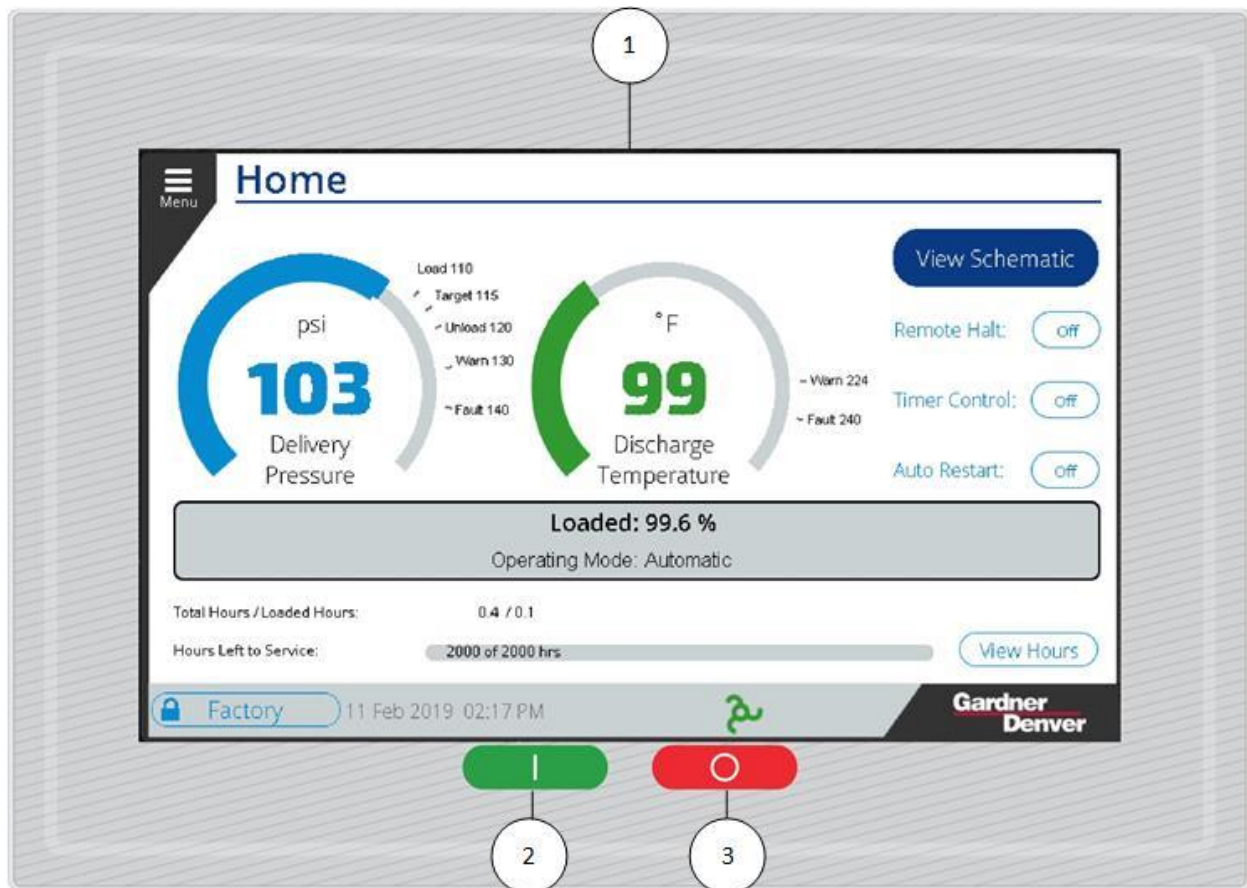 1
Menu
Home
View Schematic
psi
103
Delivery
Pressure
Load 110
Target 115
Unload 120
Warn 130
Fault 140
°F
99
Discharge
Temperature
Warn 224
Fault 240
Remote Halt: Off
Timer Control: Off
Auto Restart: Off
Loaded: 99.6 %
Operating Mode: Automatic
Total Hours / Loaded Hours: 0.4 / 0.1
Hours Left to Service: 2000 of 2000 hrs
View Hours
Factory 11 Feb 2019 02:17 PM
Gardner
Denver
2
3